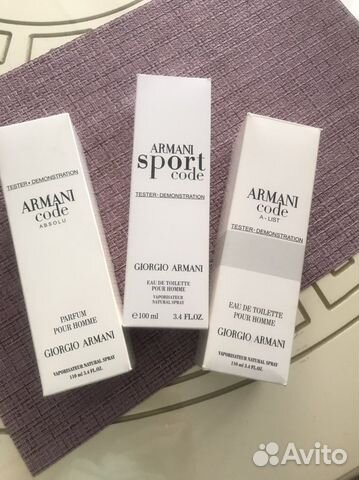 TESTER • DEMONSTRATION
ARMANI
code
ABSOLU
PARFUM
POUR HOMME
GIORGIO ARMANI
VAPORISATEUR NATURAL SPRAY
110 ml 3.4 FL.OZ.
ARMANI
sport
code
TESTER-DEMONSTRATION
GIORGIO ARMANI
EAU DE TOILETTE
POUR HOMME
VAPORISATEUR
NATURAL SPRAY
℮ 100 ml 3.4 FL.OZ.
ARMANI
code
A - LIST
TESTER-DEMONSTRATION
EAU DE TOILETTE
POUR HOMME
GIORGIO ARMANI
VAPORISATEUR NATURAL SPRAY
110 ml 3.4 FL.OZ.
Avito